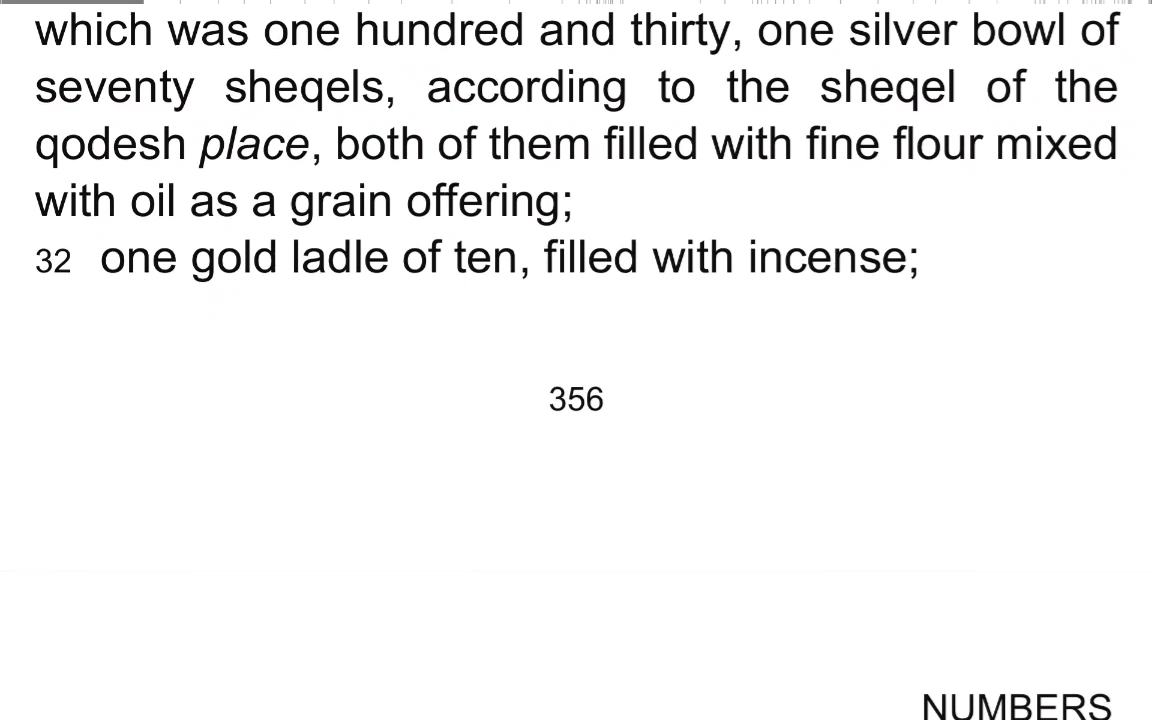 which was one hundred and thirty, one silver bowl of
seventy sheqels, according to the sheqel of the
qodesh place, both of them filled with fine flour mixed
with oil as a grain offering;
32 one gold ladle of ten, filled with incense;
356
NUMBERS